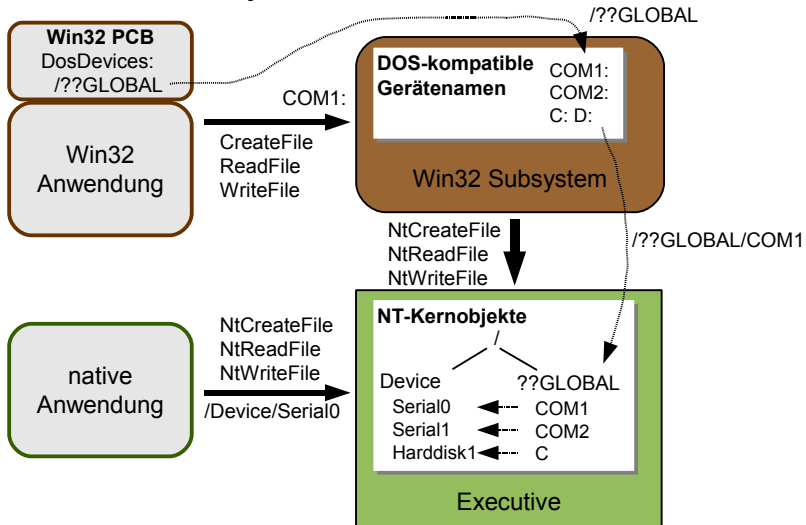 /??GLOBAL
Win32 PCB
DosDevices:
/??GLOBAL
Win32
Anwendung
COM1:
CreateFile
ReadFile
WriteFile
DOS-kompatible
Gerätenamen
COM1:
COM2:
C: D:
Win32 Subsystem
NtCreateFile
NtReadFile
NtWriteFile
/??GLOBAL/COM1
native
Anwendung
NtCreateFile
NtReadFile
NtWriteFile
/Device/Serial0
NT-Kernobjekte
/
Device ??GLOBAL
Serial0 COM1
Serial1 COM2
Harddisk1 C
Executive